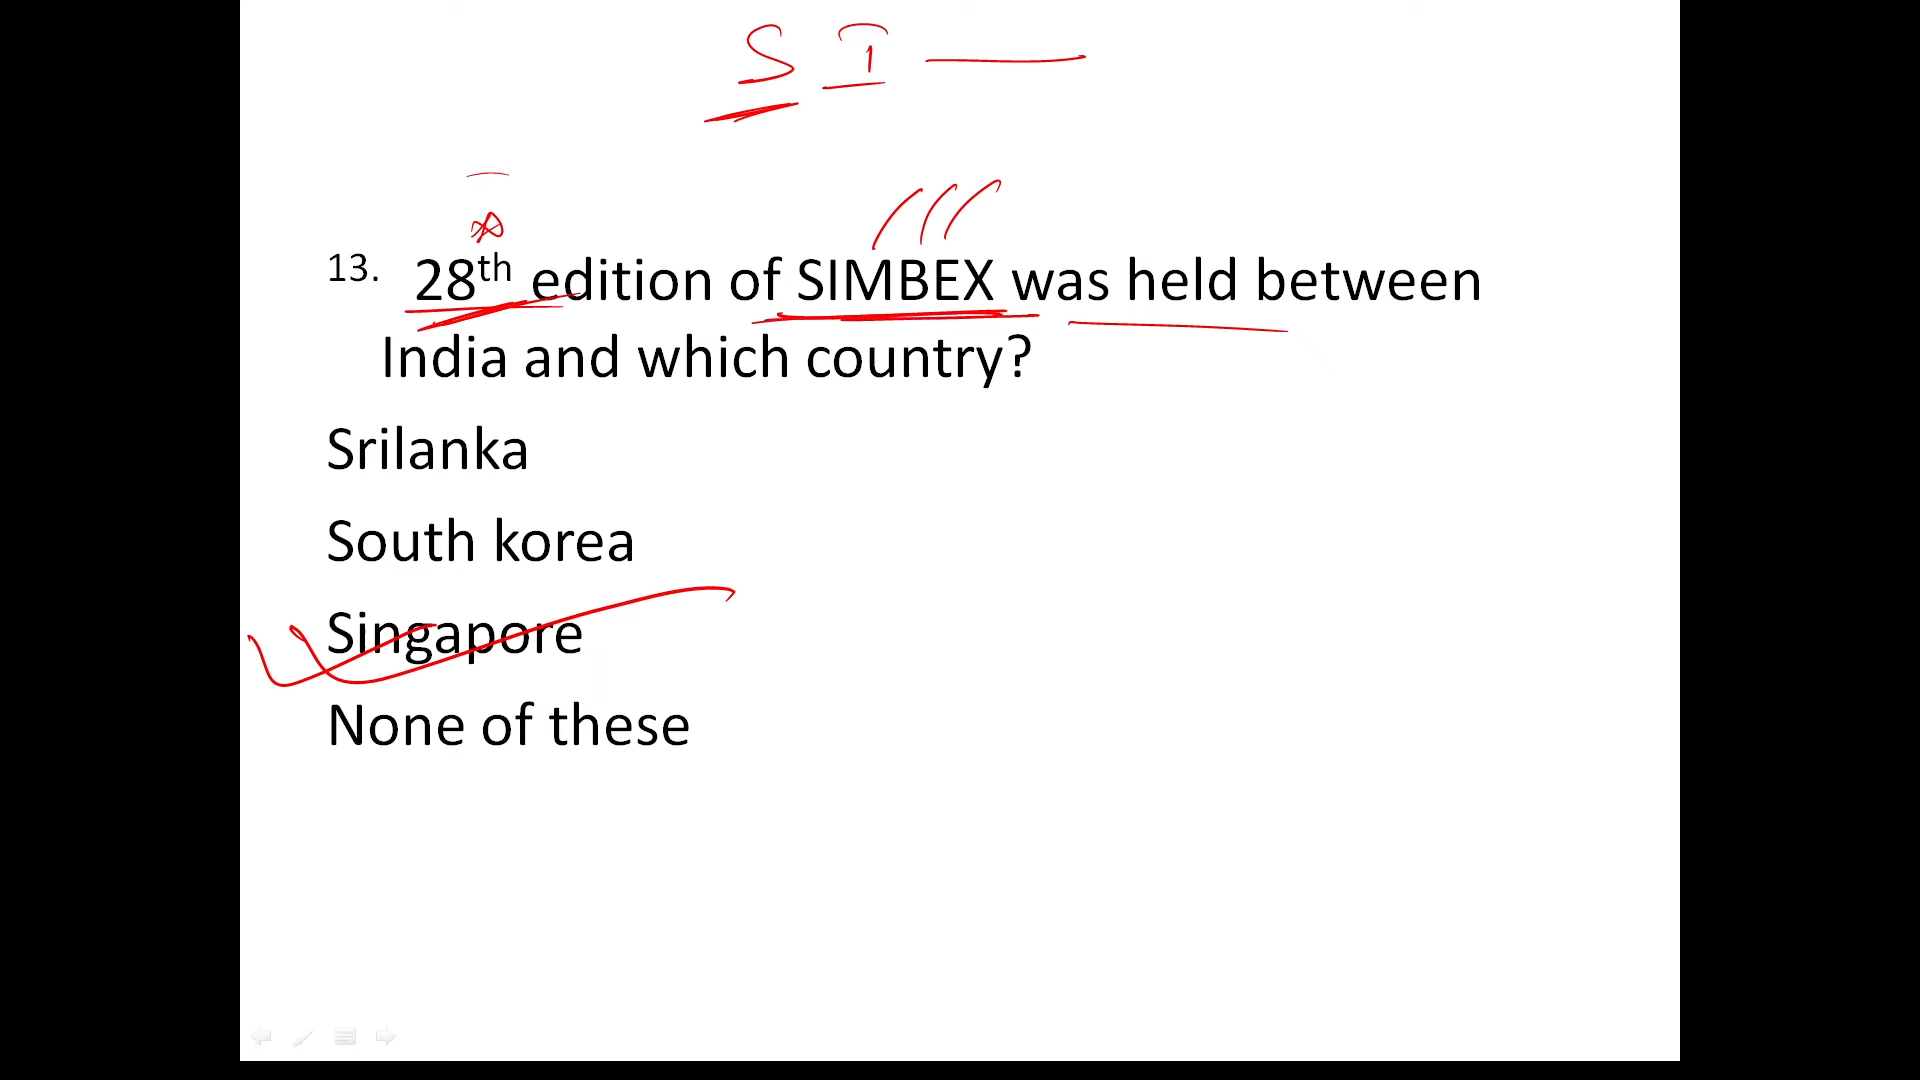 S I
13. 28th edition of SIMBEX was held between
India and which country?
Srilanka
South korea
Singapore
None of these